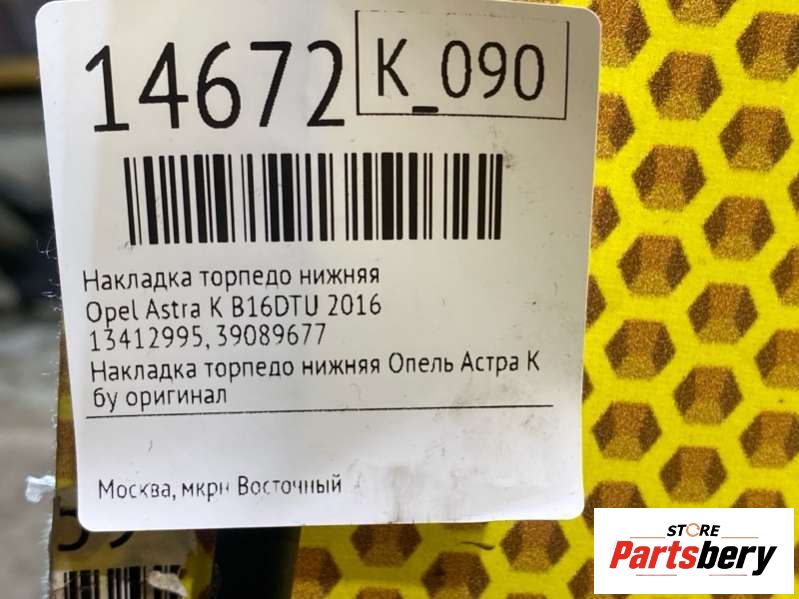 14672
K_090
Накладка торпедо нижняя
Opel Astra K B16DTU 2016
13412995, 39089677
Накладка торпедо нижняя Опель Астра К
бу оригинал
Москва, мкрн Восточный
STORE
Partsbery